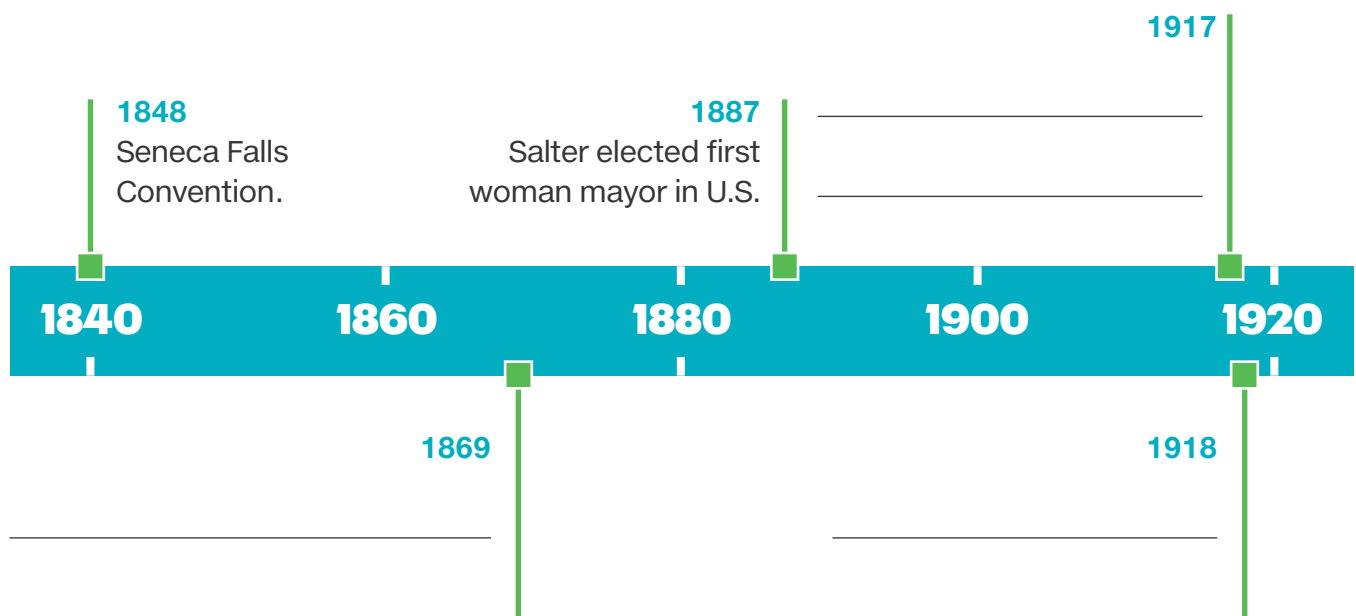 1917
1848
Seneca Falls
Convention.
1887
Salter elected first
woman mayor in U.S.
1840
1860
1880
1900
1920
1869
1918